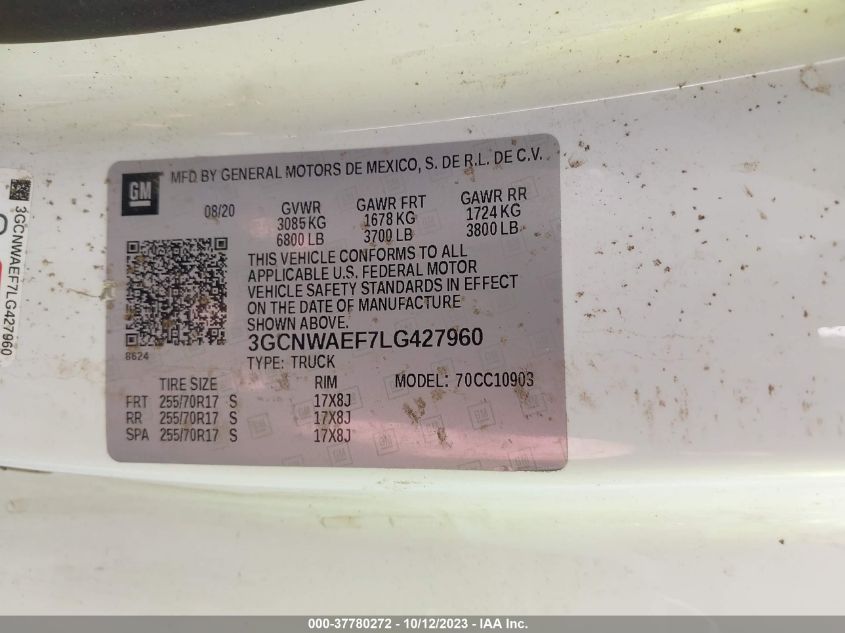 GM
MFD BY GENERAL MOTORS DE MEXICO, S. DE R.L. DE C.V.
08/20 GVWR GAWR FRT GAWR RR
3085 KG 1678 KG 1724 KG
6800 LB 3700 LB 3800 LB
THIS VEHICLE CONFORMS TO ALL
APPLICABLE U.S. FEDERAL MOTOR
VEHICLE SAFETY STANDARDS IN EFFECT
ON THE DATE OF MANUFACTURE
SHOWN ABOVE.
8624
3GCNWAEF7LG427960
TYPE: TRUCK
TIRE SIZE RIM MODEL: 70CC10903
FRT 255/70R17 S 17X8J
RR 255/70R17 S 17X8J
SPA 255/70R17 S 17X8J
3GCNWAEF7LG427960
000-37780272 - 10/12/2023 - IAA Inc.